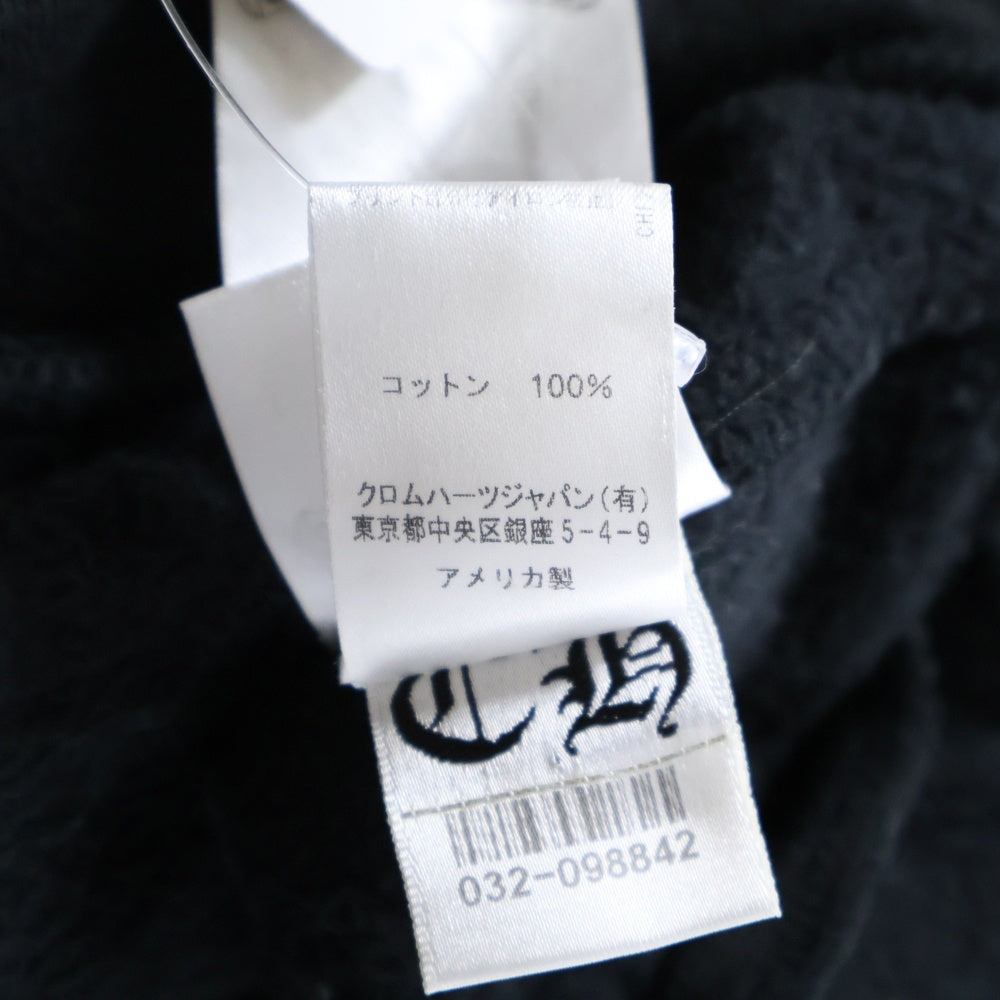 コットン 100%
クロムハーツジャパン(有)
東京都中央区銀座5-4-9
アメリカ製
CH
032-098842